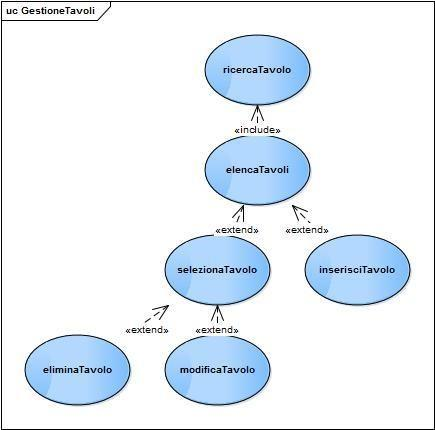 uc GestioneTavoli
ricercaTavolo
«include»
elencaTavoli
«extend» «extend»
selezionaTavolo inserisciTavolo
«extend» «extend»
eliminaTavolo modificaTavolo